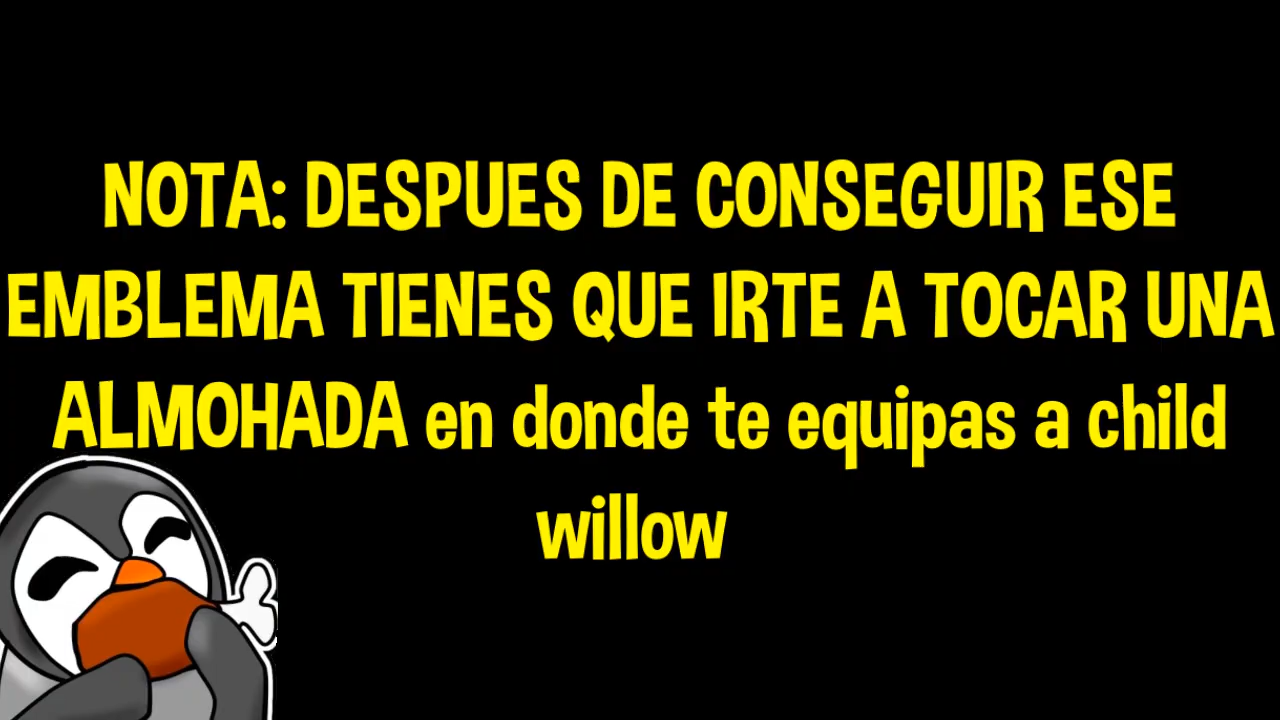 NOTA: DESPUES DE CONSEGUIR ESE
EMBLEMA TIENES QUE IRTE A TOCAR UNA
ALMOHADA en donde te equipas a child
willow